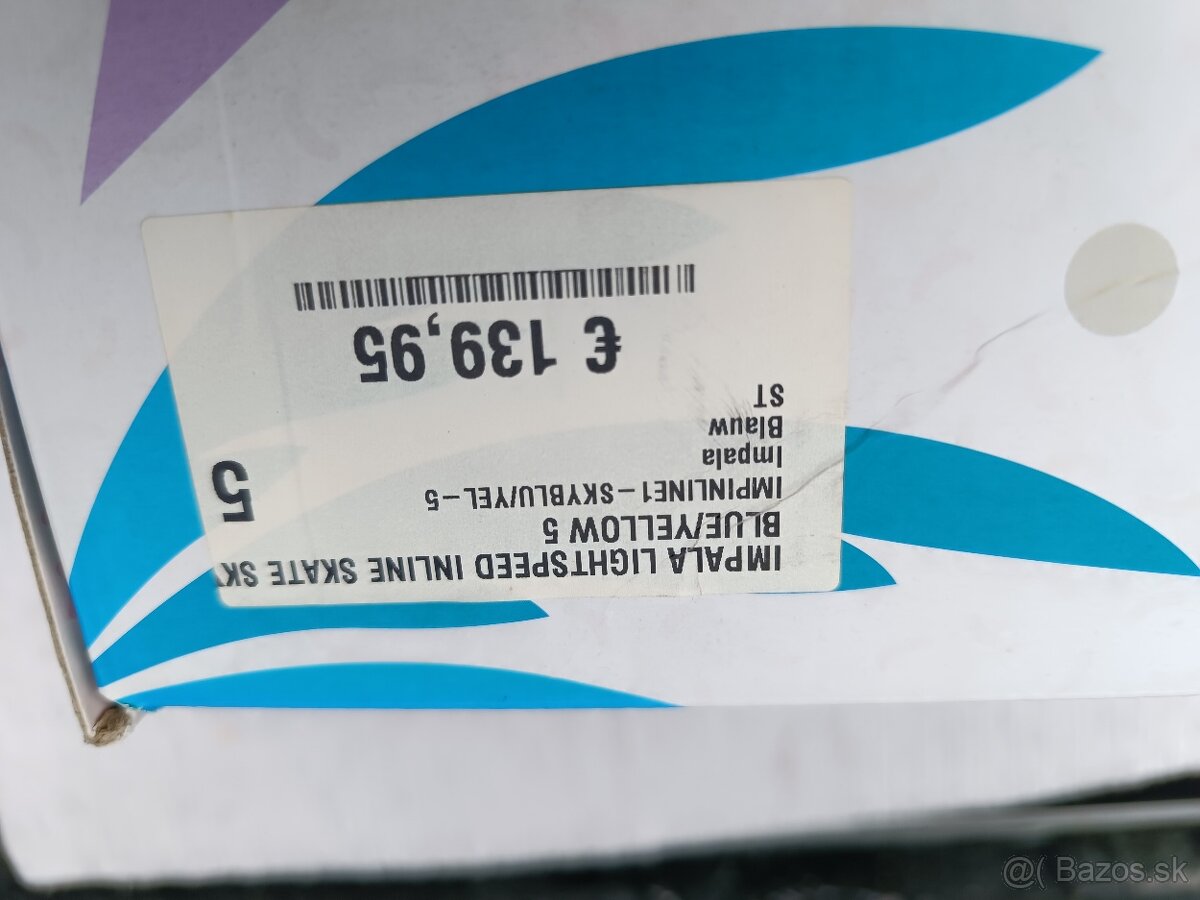 IMPALA LIGHTSPEED INLINE SKATE SKY
BLUE/YELLOW 5
IMPINLINE1-SKYBLU/YEL-5
5
Impala
Blauw
ST
€ 139,95
@( Bazos.sk